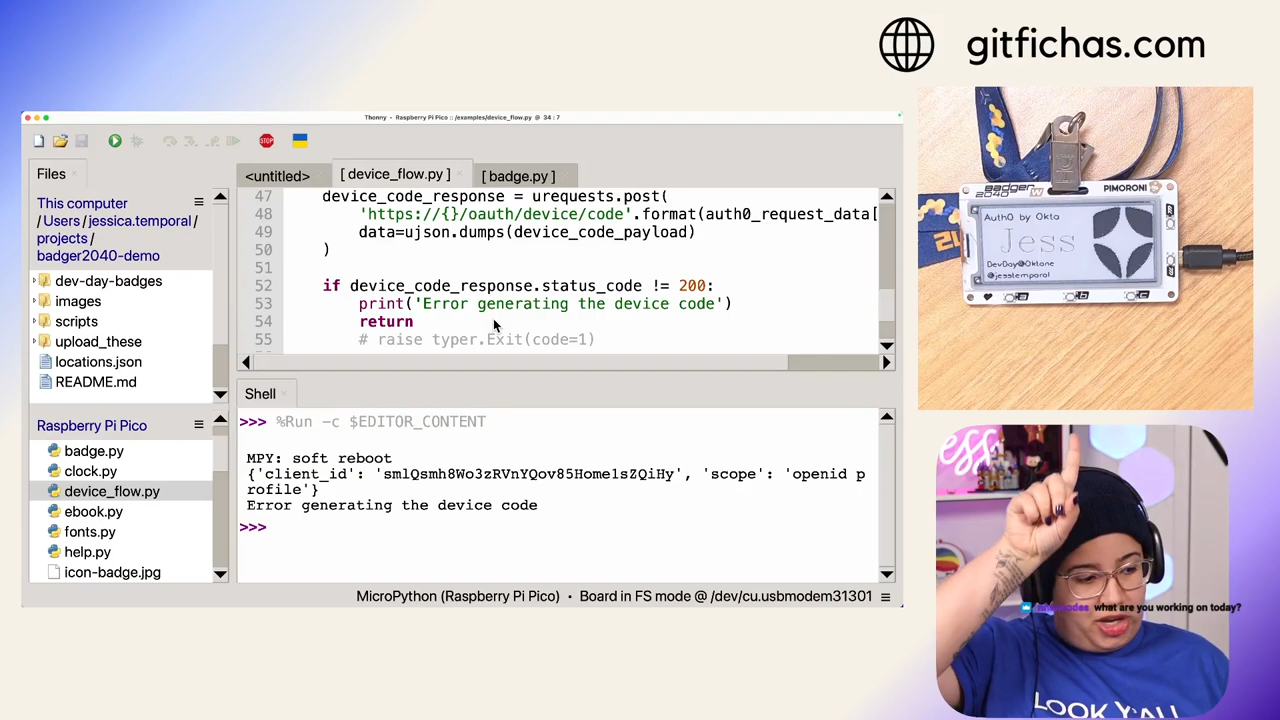 gitfichas.com
Thonny - Raspberry Pi Pico :: /examples/device_flow.py @ 34 : 7
STOP
Files
This computer
/ Users / jessica.temporal /
projects /
badger2040-demo
dev-day-badges
images
scripts
upload_these
locations.json
README.md
Raspberry Pi Pico
badge.py
clock.py
device_flow.py
ebook.py
fonts.py
help.py
icon-badge.jpg
<untitled>
[ device_flow.py ]
[ badge.py ]
47 device_code_response = urequests.post(
48 'https://{}/oauth/device/code'.format(auth0_request_data[
49 data=ujson.dumps(device_code_payload)
50 )
51
52 if device_code_response.status_code != 200:
53 print('Error generating the device code')
54 return
55 # raise typer.Exit(code=1)
Shell
>>> %Run -c $EDITOR_CONTENT
MPY: soft reboot
{'client_id': 'smlQsmh8Wo3zRVnYQov85Home1sZQiHy', 'scope': 'openid p
rofile'}
Error generating the device code
>>>
MicroPython (Raspberry Pi Pico) • Board in FS mode @ /dev/cu.usbmodem31301
badger
2040
W
PIMORONI
Auth0 by Okta
Jess
DevDay@Oktane
@jesstemporal
a
b
c
what are you working on today?
LOOK Y'ALL